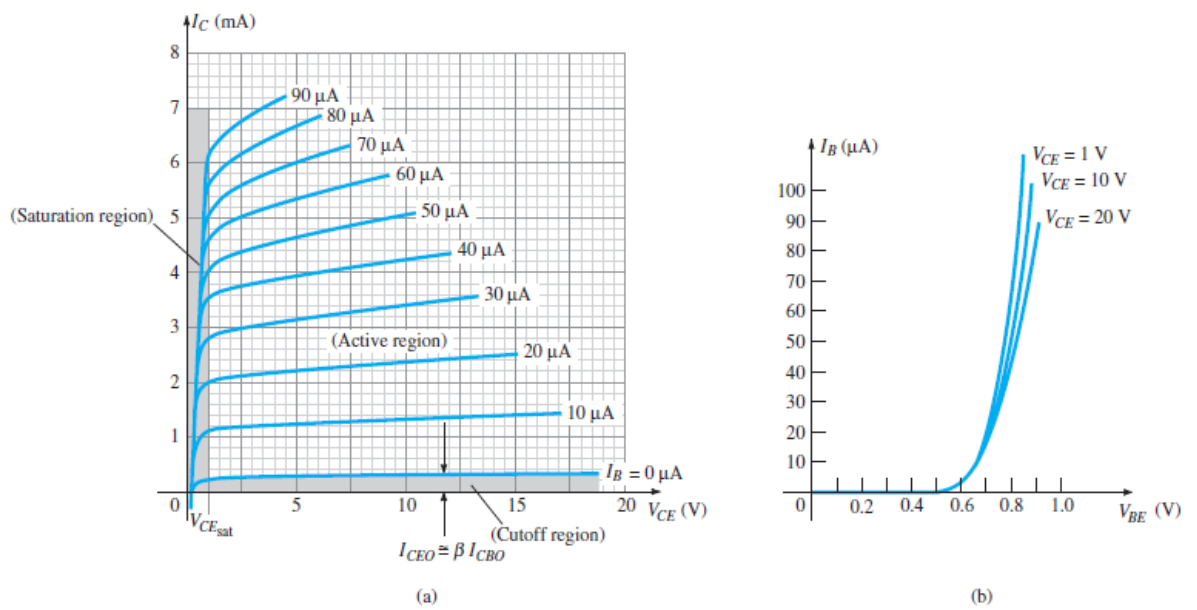 I_C (mA)
8
7
6
5
4
3
2
1
0
90 μA
80 μA
70 μA
60 μA
50 μA
40 μA
30 μA
20 μA
10 μA
I_B = 0 μA
(Saturation region)
(Active region)
(Cutoff region)
5
10
15
20
V_CE (V)
V_CEsat
I_CEO ≅ β I_CBO
(a)
I_B (μA)
100
90
80
70
60
50
40
30
20
10
0
V_CE = 1 V
V_CE = 10 V
V_CE = 20 V
0.2
0.4
0.6
0.8
1.0
V_BE (V)
(b)